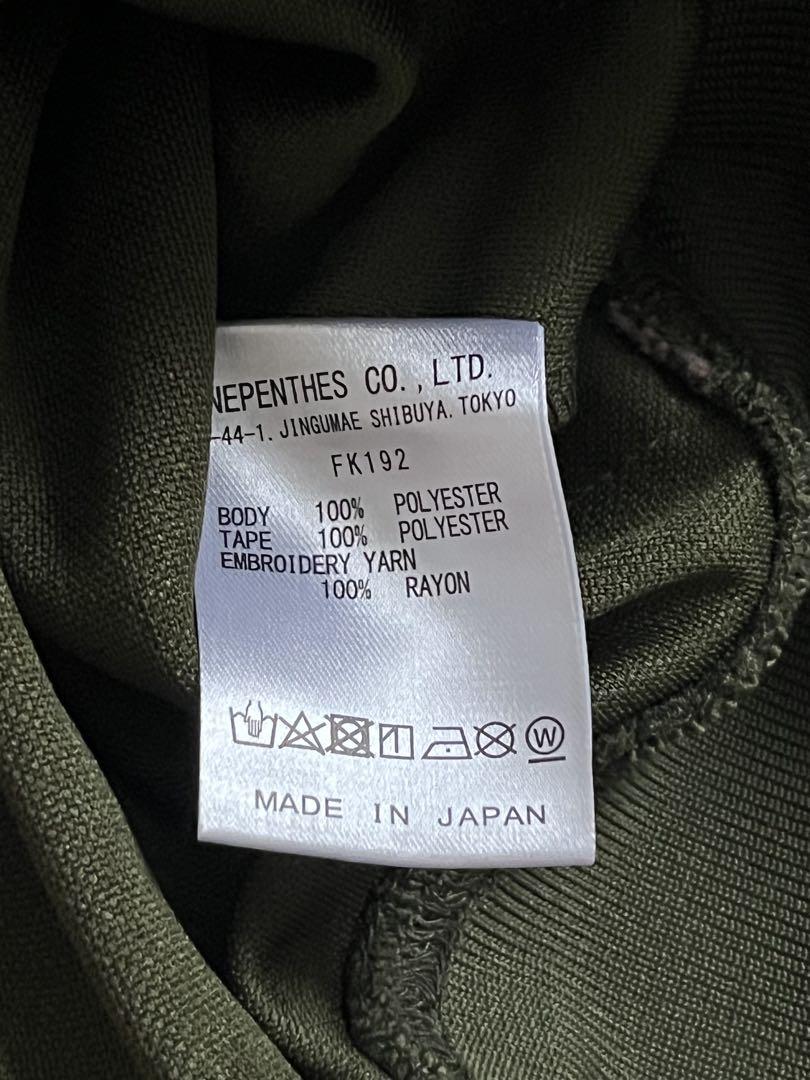 NEPENTHES CO.,LTD.
-44-1. JINGUMAE SHIBUYA. TOKYO
FK192
BODY 100% POLYESTER
TAPE 100% POLYESTER
EMBROIDERY YARN
100% RAYON
W
MADE IN JAPAN